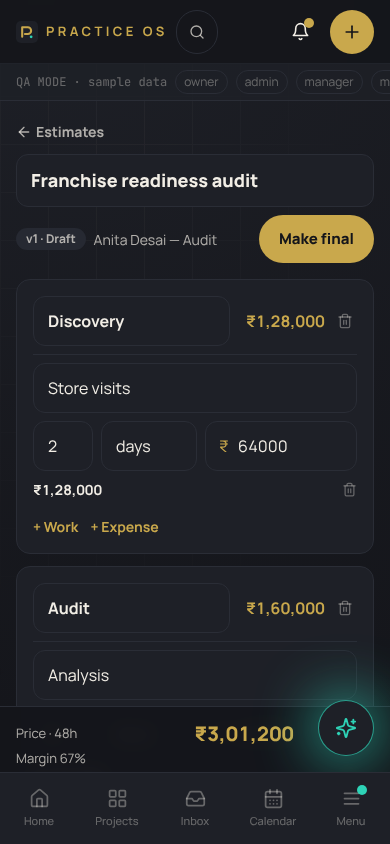 PRACTICE OS
QA MODE · sample data owner admin manager
← Estimates
Franchise readiness audit
v1 · Draft Anita Desai — Audit Make final
Discovery ₹1,28,000
Store visits
2 days ₹ 64000
₹1,28,000
+ Work + Expense
Audit ₹1,60,000
Analysis
Price · 48h ₹3,01,200
Margin 67%
Home Projects Inbox Calendar Menu